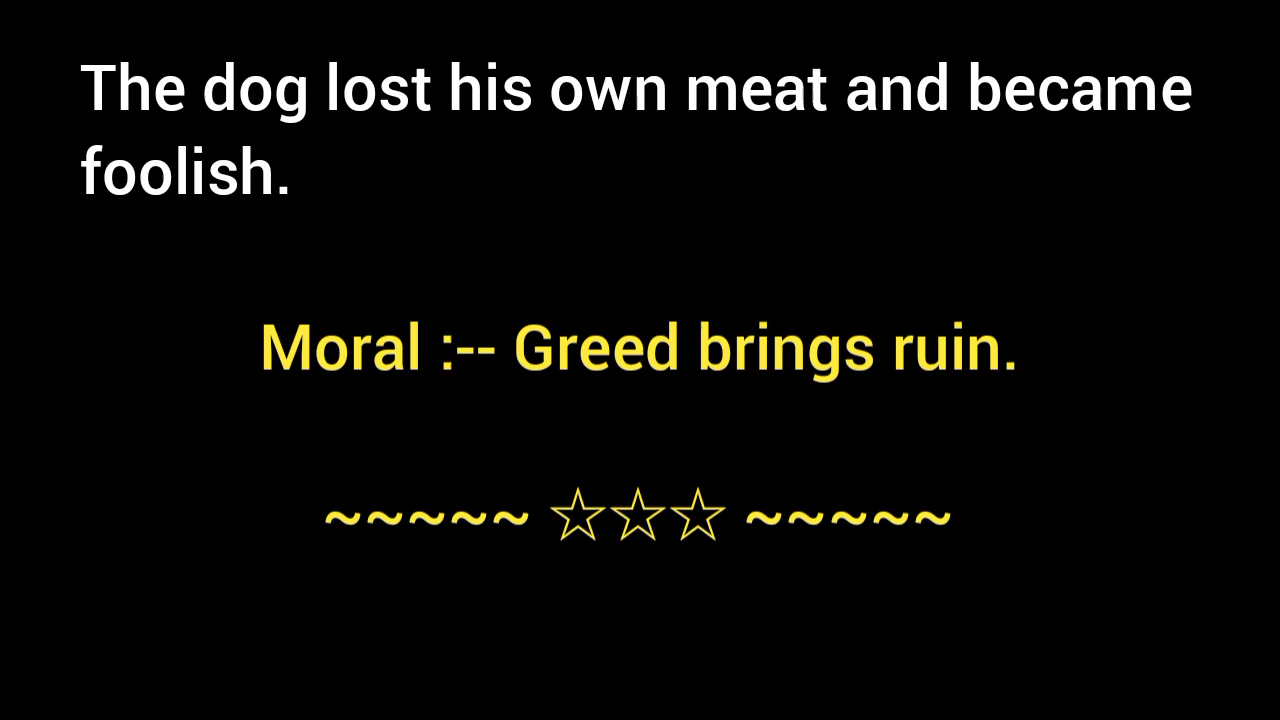 The dog lost his own meat and became
foolish.
Moral :-- Greed brings ruin.
~~~~~ ☆☆☆ ~~~~~